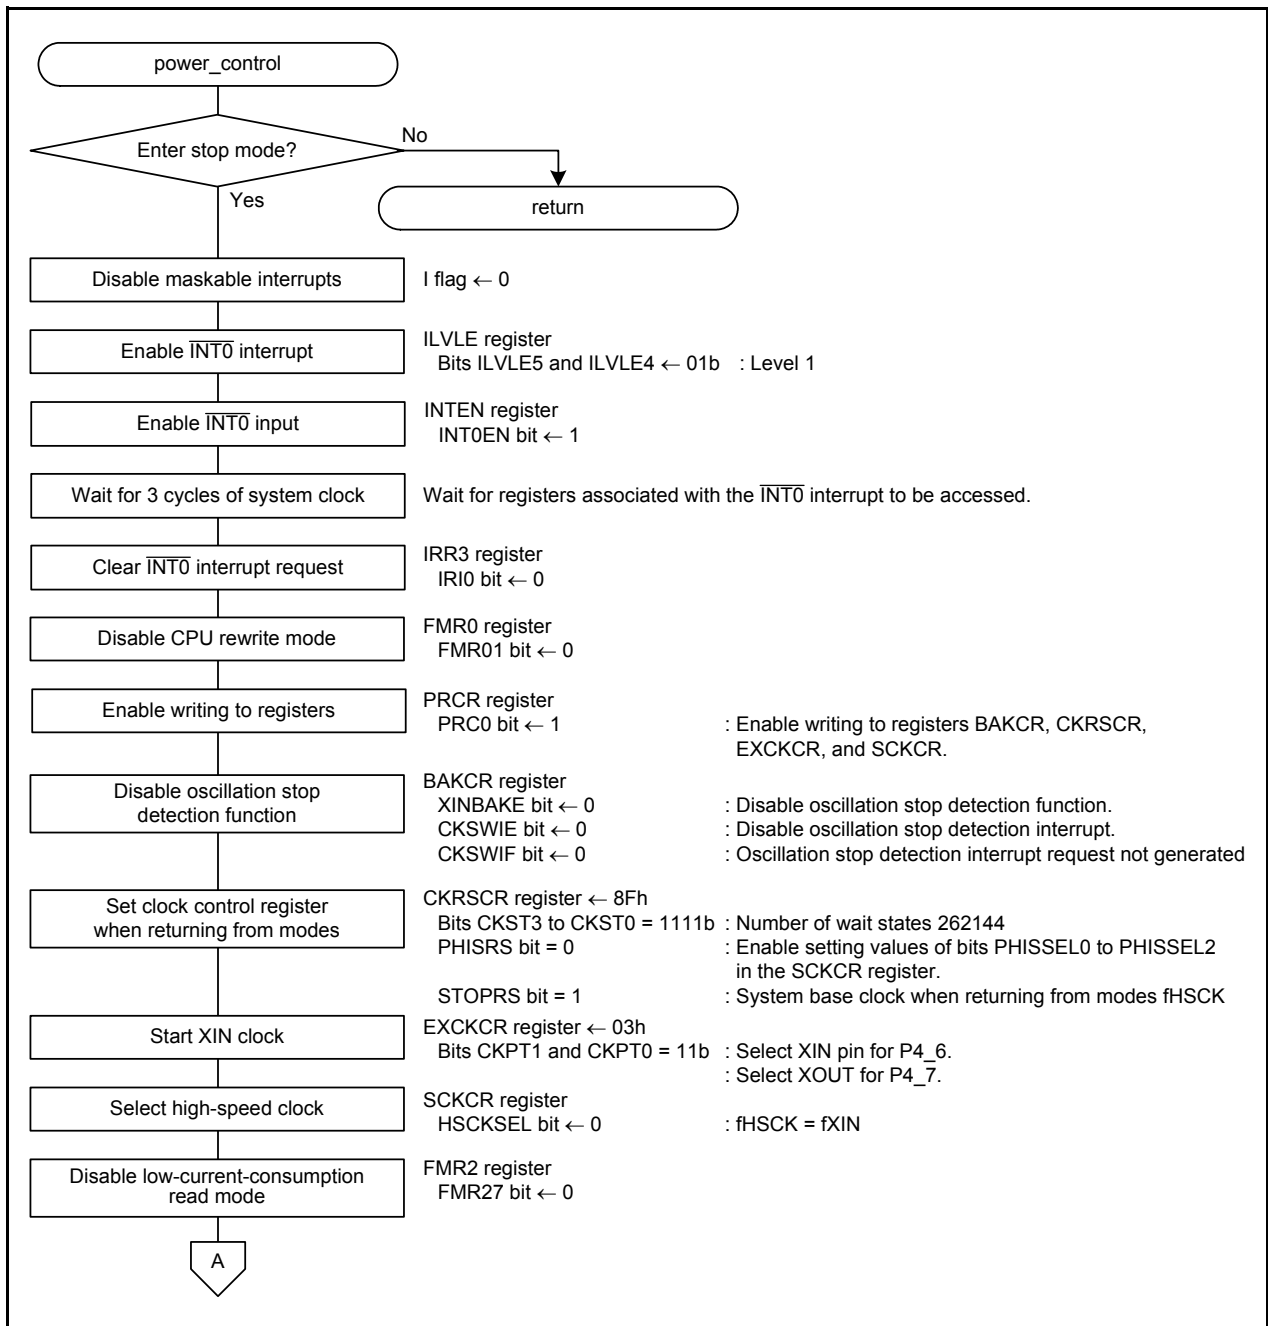 power_control
Enter stop mode?
No
Yes
return
Disable maskable interrupts
I flag ← 0
Enable INT0 interrupt
ILVLE register
Bits ILVLE5 and ILVLE4 ← 01b : Level 1
Enable INT0 input
INTEN register
INT0EN bit ← 1
Wait for 3 cycles of system clock
Wait for registers associated with the INT0 interrupt to be accessed.
Clear INT0 interrupt request
IRR3 register
IRI0 bit ← 0
Disable CPU rewrite mode
FMR0 register
FMR01 bit ← 0
Enable writing to registers
PRCR register
PRC0 bit ← 1 : Enable writing to registers BAKCR, CKRSCR,
EXCKCR, and SCKCR.
Disable oscillation stop
detection function
BAKCR register
XINBAKE bit ← 0 : Disable oscillation stop detection function.
CKSWIE bit ← 0 : Disable oscillation stop detection interrupt.
CKSWIF bit ← 0 : Oscillation stop detection interrupt request not generated
Set clock control register
when returning from modes
CKRSCR register ← 8Fh
Bits CKST3 to CKST0 = 1111b : Number of wait states 262144
PHISRS bit = 0 : Enable setting values of bits PHISSEL0 to PHISSEL2
in the SCKCR register.
STOPRS bit = 1 : System base clock when returning from modes fHSCK
Start XIN clock
EXCKCR register ← 03h
Bits CKPT1 and CKPT0 = 11b : Select XIN pin for P4_6.
: Select XOUT for P4_7.
Select high-speed clock
SCKCR register
HSCKSEL bit ← 0 : fHSCK = fXIN
Disable low-current-consumption
read mode
FMR2 register
FMR27 bit ← 0
A